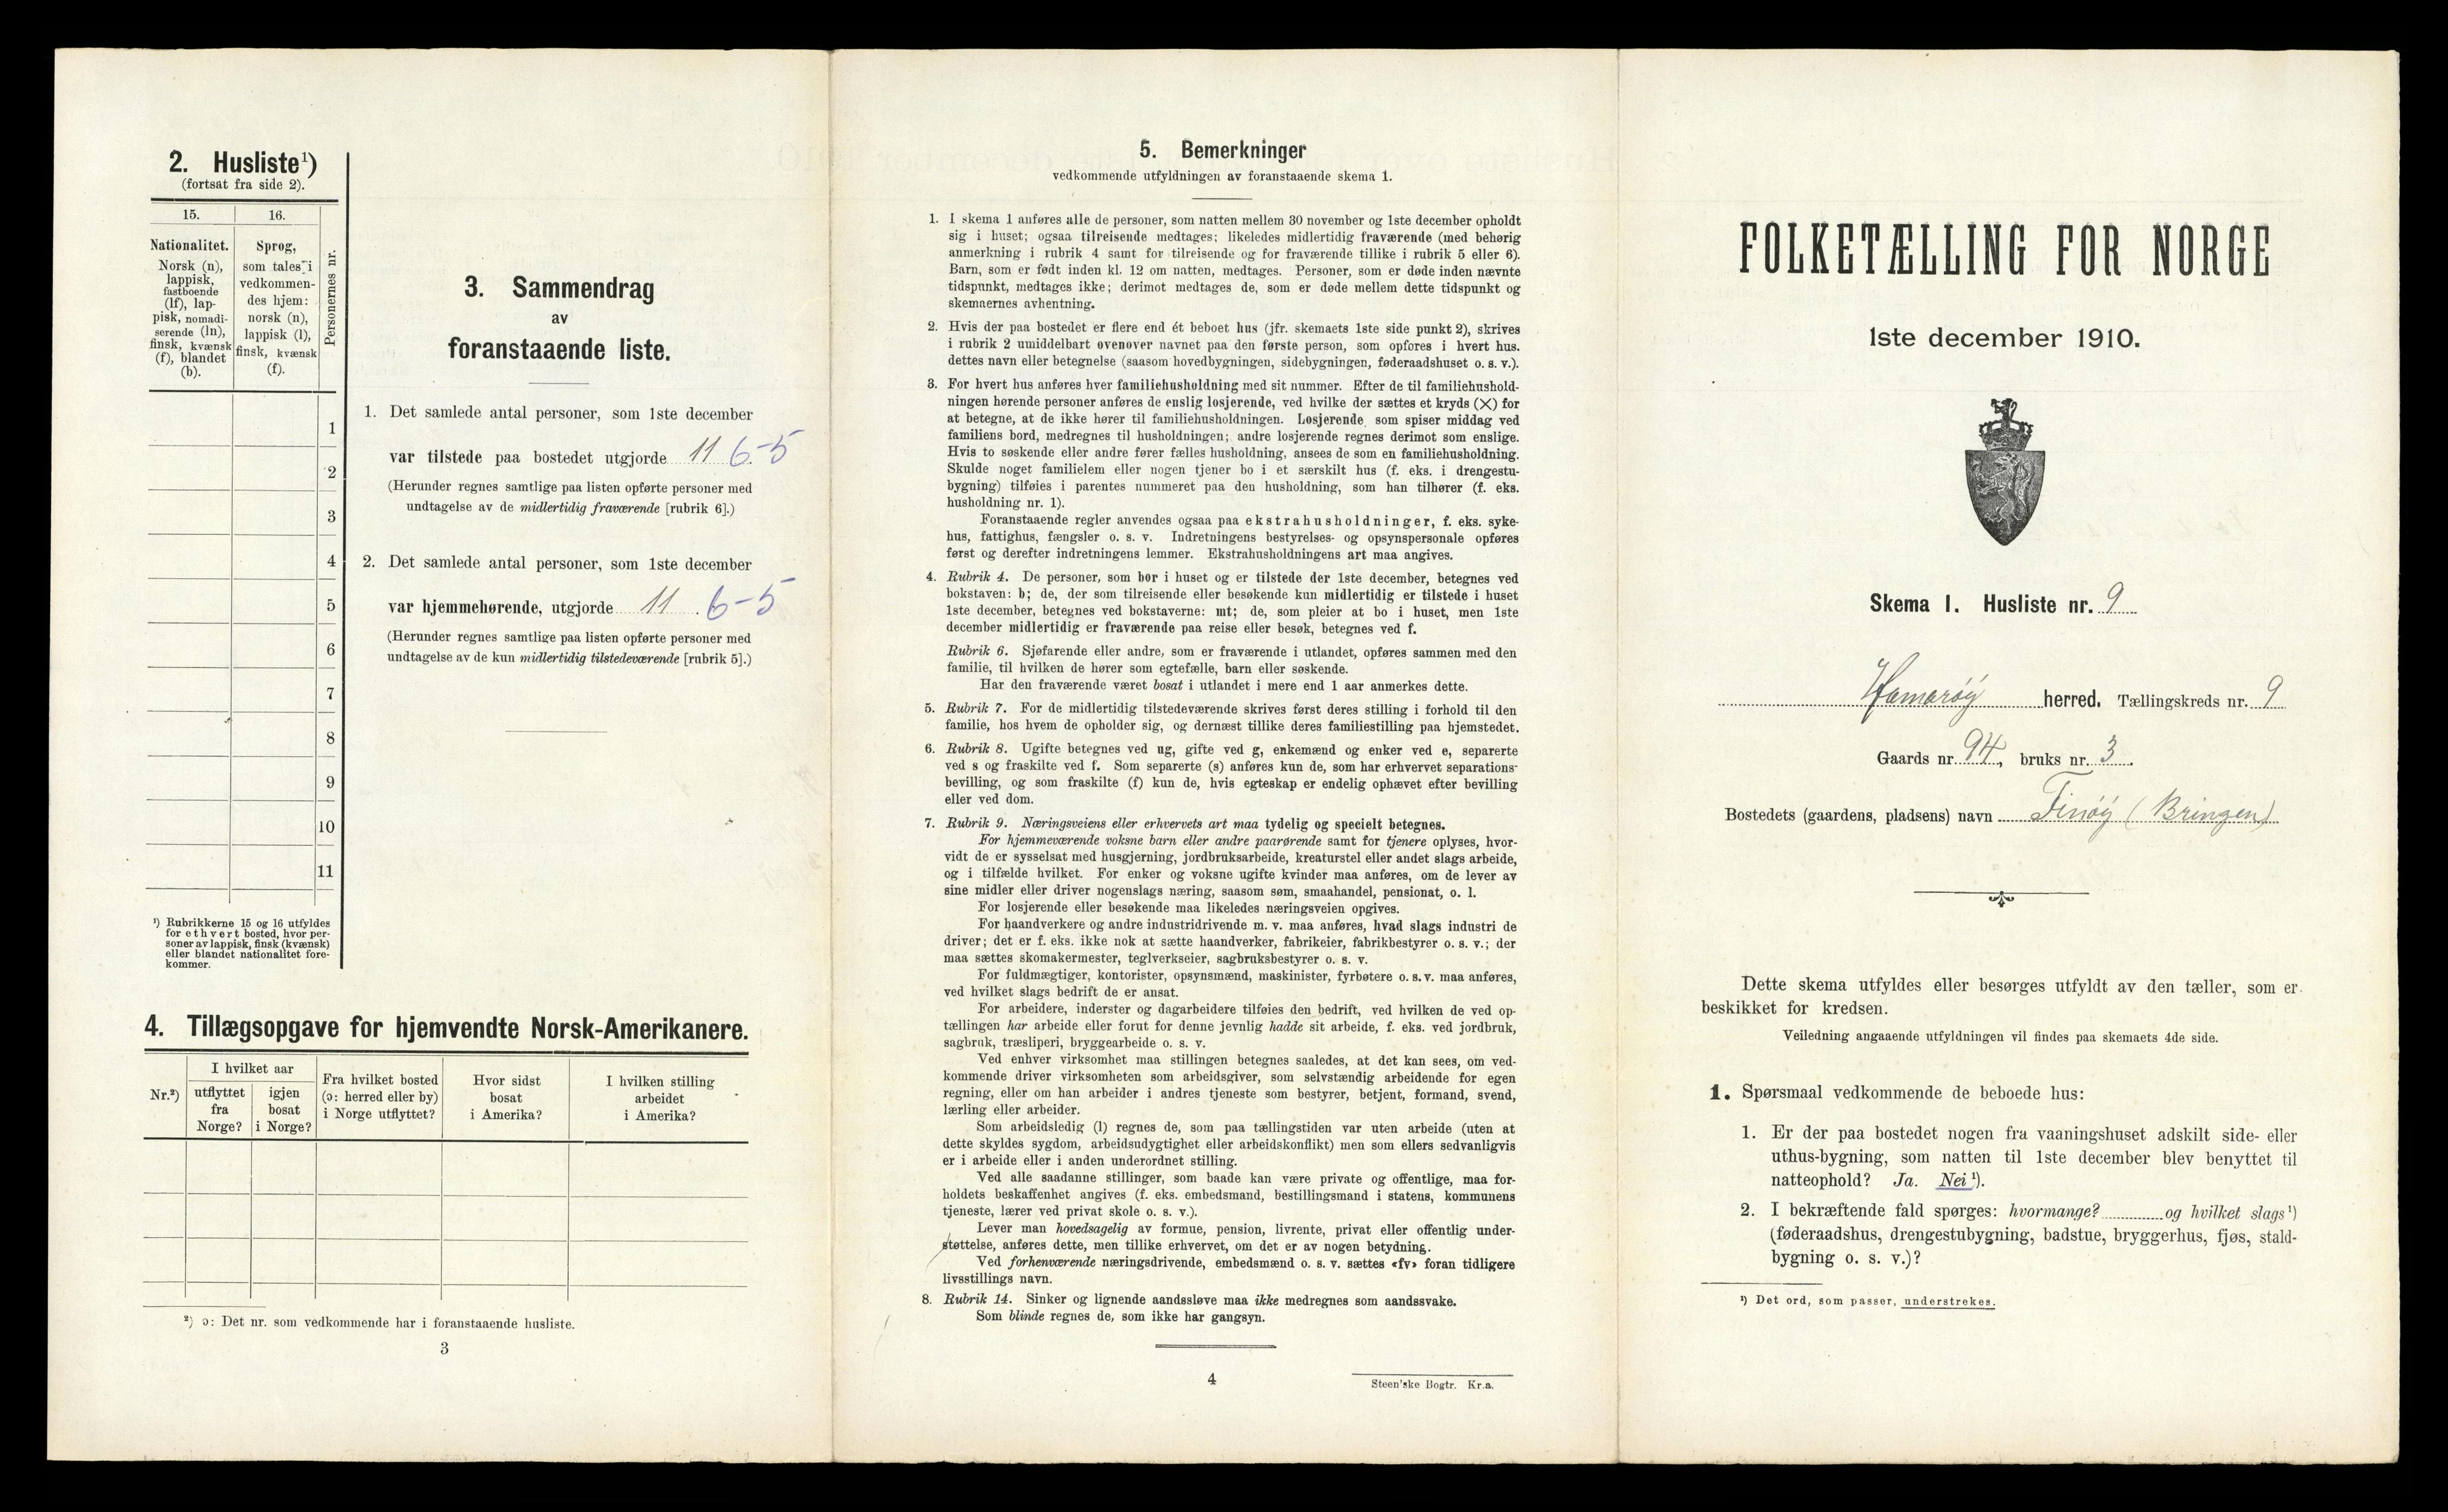 2. Husliste¹)
(fortsat fra side 2).
15.
16.
Personernes nr.
Nationalitet.
Norsk (n),
lappisk,
fastboende
(lf), lap-
pisk, nomadi-
serende (ln),
finsk, kvænsk
(f), blandet
(b).
Sprog,
som tales i
vedkommen-
des hjem:
norsk (n),
lappisk (l),
finsk, kvænsk
(f).
1
2
3
4
5
6
7
8
9
10
11
¹) Rubrikkerne 15 og 16 utfyldes
for ethvert bosted, hvor per-
soner av lappisk, finsk (kvænsk)
eller blandet nationalitet fore-
kommer.
3. Sammendrag
av
foranstaaende liste.
1. Det samlede antal personer, som 1ste december
var tilstede paa bostedet utgjorde 11 6-5
(Herunder regnes samtlige paa listen opførte personer med
undtagelse av de midlertidig fraværende [rubrik 6].)
2. Det samlede antal personer, som 1ste december
var hjemmehørende, utgjorde 11. 6-5
(Herunder regnes samtlige paa listen opførte personer med
undtagelse av de kun midlertidig tilstedeværende [rubrik 5].)
4. Tillægsopgave for hjemvendte Norsk-Amerikanere.
Nr.²)
I hvilket aar
utflyttet
fra
Norge?
igjen
bosat
i Norge?
Fra hvilket bosted
(ɔ: herred eller by)
i Norge utflyttet?
Hvor sidst
bosat
i Amerika?
I hvilken stilling
arbeidet
i Amerika?
²) ɔ: Det nr. som vedkommende har i foranstaaende husliste.
3
5. Bemerkninger
vedkommende utfyldningen av foranstaaende skema 1.
1. I skema 1 anføres alle de personer, som natten mellem 30 november og 1ste december opholdt
sig i huset; ogsaa tilreisende medtages; likeledes midlertidig fraværende (med behørig
anmerkning i rubrik 4 samt for tilreisende og for fraværende tillike i rubrik 5 eller 6).
Barn, som er født inden kl. 12 om natten, medtages. Personer, som er døde inden nævnte
tidspunkt, medtages ikke; derimot medtages de, som er døde mellem dette tidspunkt og
skemaernes avhentning.
2. Hvis der paa bostedet er flere end ét beboet hus (jfr. skemaets 1ste side punkt 2), skrives
i rubrik 2 umiddelbart ovenover navnet paa den første person, som opføres i hvert hus.
dettes navn eller betegnelse (saasom hovedbygningen, sidebygningen, føderaadshuset o. s. v.).
3. For hvert hus anføres hver familiehusholdning med sit nummer. Efter de til familiehushold-
ningen hørende personer anføres de enslig losjerende, ved hvilke der sættes et kryds (×) for
at betegne, at de ikke hører til familiehusholdningen. Losjerende som spiser middag ved
familiens bord, medregnes til husholdningen; andre losjerende regnes derimot som enslige.
Hvis to søskende eller andre fører fælles husholdning, ansees de som en familiehusholdning.
Skulde noget familielem eller nogen tjener bo i et særskilt hus (f. eks. i drengestu-
bygning) tilføies i parentes nummeret paa den husholdning, som han tilhører (f. eks.
husholdning nr. 1).
Foranstaaende regler anvendes ogsaa paa ekstrahusholdninger, f. eks. syke-
hus, fattighus, fængsler o. s. v. Indretningens bestyrelses- og opsynspersonale opføres
først og derefter indretningens lemmer. Ekstrahusholdningens art maa angives.
4. Rubrik 4. De personer, som bor i huset og er tilstede der 1ste december, betegnes ved
bokstaven: b; de, der som tilreisende eller besøkende kun midlertidig er tilstede i huset
1ste december, betegnes ved bokstaverne: mt; de, som pleier at bo i huset, men 1ste
december midlertidig er fraværende paa reise eller besøk, betegnes ved f.
Rubrik 6. Sjøfarende eller andre, som er fraværende i utlandet, opføres sammen med den
familie, til hvilken de hører som egtefælle, barn eller søskende.
Har den fraværende været bosat i utlandet i mere end 1 aar anmerkes dette.
5. Rubrik 7. For de midlertidig tilstedeværende skrives først deres stilling i forhold til den
familie, hos hvem de opholder sig, og dernæst tillike deres familiestilling paa hjemstedet.
6. Rubrik 8. Ugifte betegnes ved ug, gifte ved g, enkemænd og enker ved e, separerte
ved s og fraskilte ved f. Som separerte (s) anføres kun de, som har erhvervet separations-
bevilling, og som fraskilte (f) kun de, hvis egteskap er endelig ophævet efter bevilling
eller ved dom.
7. Rubrik 9. Næringsveiens eller erhvervets art maa tydelig og specielt betegnes.
For hjemmeværende voksne barn eller andre paarørende samt for tjenere oplyses, hvor-
vidt de er sysselsat med husgjerning, jordbruksarbeide, kreaturstel eller andet slags arbeide,
og i tilfælde hvilket. For enker og voksne ugifte kvinder maa anføres, om de lever av
sine midler eller driver nogenslags næring, saasom søm, smaahandel, pensionat, o. l.
For losjerende eller besøkende maa likeledes næringsveien opgives.
For haandverkere og andre industridrivende m. v. maa anføres, hvad slags industri de
driver; det er f. eks. ikke nok at sætte haandverker, fabrikeier, fabrikbestyrer o. s. v.; der
maa sættes skomakermester, teglverkseier, sagbruksbestyrer o. s. v.
For fuldmægtiger, kontorister, opsynsmænd, maskinister, fyrbøtere o. s. v. maa anføres,
ved hvilket slags bedrift de er ansat.
For arbeidere, inderster og dagarbeidere tilføies den bedrift, ved hvilken de ved op-
tællingen har arbeide eller forut for denne jevnlig hadde sit arbeide, f. eks. ved jordbruk,
sagbruk, træsliperi, bryggearbeide o. s. v.
Ved enhver virksomhet maa stillingen betegnes saaledes, at det kan sees, om ved-
kommende driver virksomheten som arbeidsgiver, som selvstændig arbeidende for egen
regning, eller om han arbeider i andres tjeneste som bestyrer, betjent, formand, svend,
lærling eller arbeider.
Som arbeidsledig (l) regnes de, som paa tællingstiden var uten arbeide (uten at
dette skyldes sygdom, arbeidsudygtighet eller arbeidskonflikt) men som ellers sedvanligvis
er i arbeide eller i anden underordnet stilling.
Ved alle saadanne stillinger, som baade kan være private og offentlige, maa for-
holdets beskaffenhet angives (f. eks. embedsmand, bestillingsmand i statens, kommunens
tjeneste, lærer ved privat skole o. s. v.).
Lever man hovedsagelig av formue, pension, livrente, privat eller offentlig under-
støttelse, anføres dette, men tillike erhvervet, om det er av nogen betydning.
Ved forhenværende næringsdrivende, embedsmænd o. s. v. sættes «fv» foran tidligere
livsstillings navn.
8. Rubrik 14. Sinker og lignende aandssløve maa ikke medregnes som aandssvake.
Som blinde regnes de, som ikke har gangsyn.
4
Steen'ske Bogtr. Kr.a.
FOLKETÆLLING FOR NORGE
1ste december 1910.
Skema 1. Husliste nr. 9
Hamarøy herred. Tællingskreds nr. 9
Gaards nr. 94, bruks nr. 3.
Bostedets (gaardens, pladsens) navn Finøy (Bringen)
Dette skema utfyldes eller besørges utfyldt av den tæller, som er
beskikket for kredsen.
Veiledning angaaende utfyldningen vil findes paa skemaets 4de side.
1. Spørsmaal vedkommende de beboede hus:
1. Er der paa bostedet nogen fra vaaningshuset adskilt side- eller
uthus-bygning, som natten til 1ste december blev benyttet til
natteophold? Ja. Nei ¹).
2. I bekræftende fald spørges: hvormange? og hvilket slags ¹)
(føderaadshus, drengestubygning, badstue, bryggerhus, fjøs, stald-
bygning o. s. v.)?
¹) Det ord, som passer, understrekes.